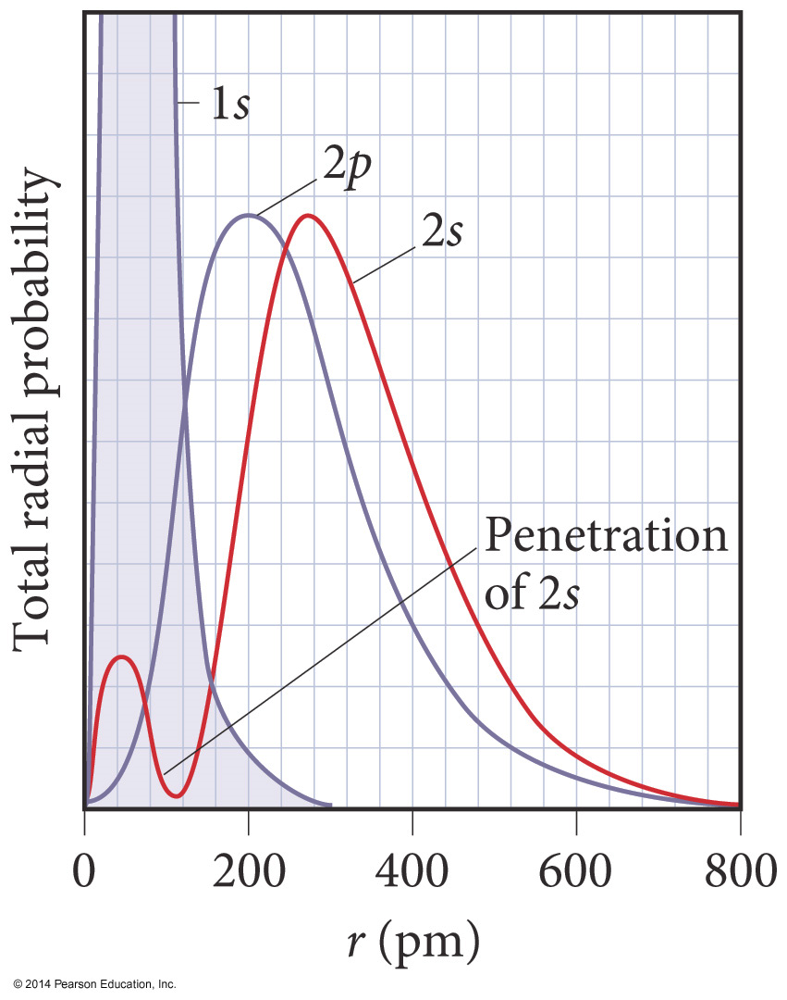 1s
2p
2s
Penetration
of 2s
Total radial probability
0 200 400 600 800
r (pm)
© 2014 Pearson Education, Inc.